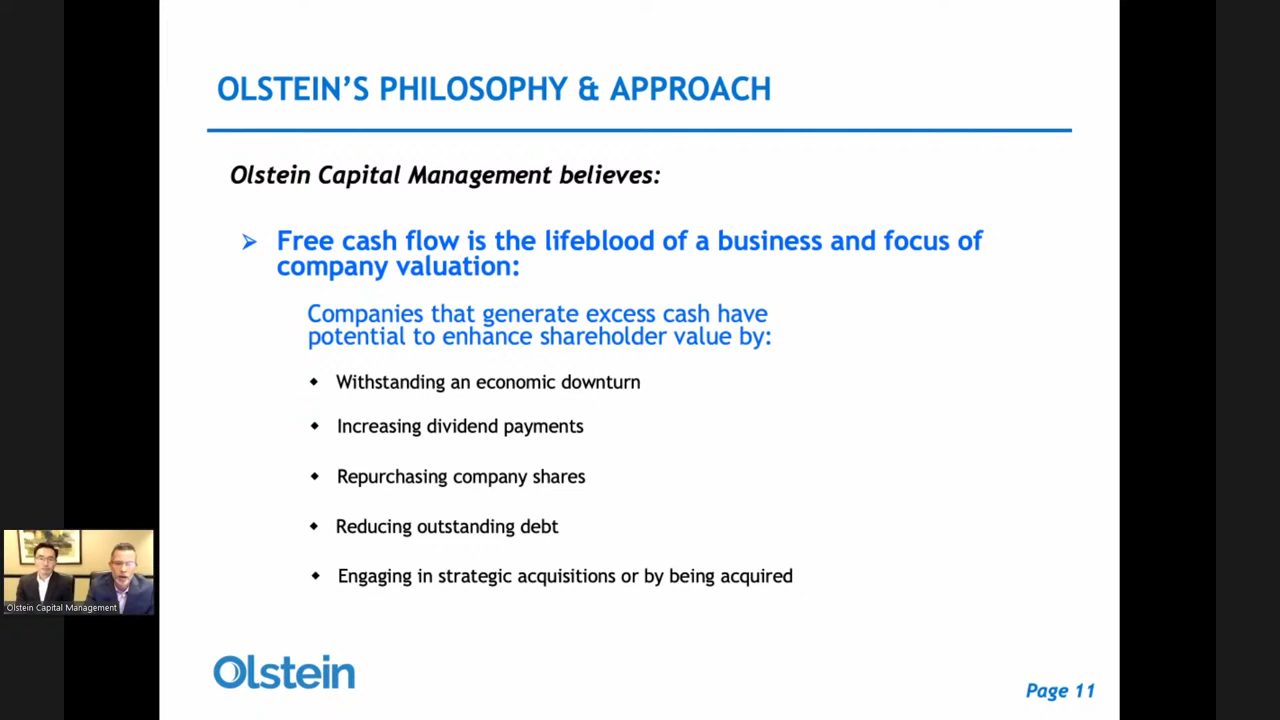 OLSTEIN’S PHILOSOPHY & APPROACH
Olstein Capital Management believes:
➢ Free cash flow is the lifeblood of a business and focus of
company valuation:
Companies that generate excess cash have
potential to enhance shareholder value by:
◆ Withstanding an economic downturn
◆ Increasing dividend payments
◆ Repurchasing company shares
◆ Reducing outstanding debt
◆ Engaging in strategic acquisitions or by being acquired
Olstein Capital Management
Olstein
Page 11